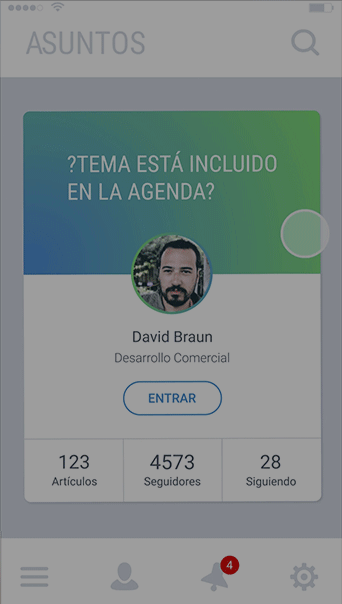 ASUNTOS
?TEMA ESTÁ INCLUIDO
EN LA AGENDA?
David Braun
Desarrollo Comercial
ENTRAR
123 4573 28
Artículos Seguidores Siguiendo
4